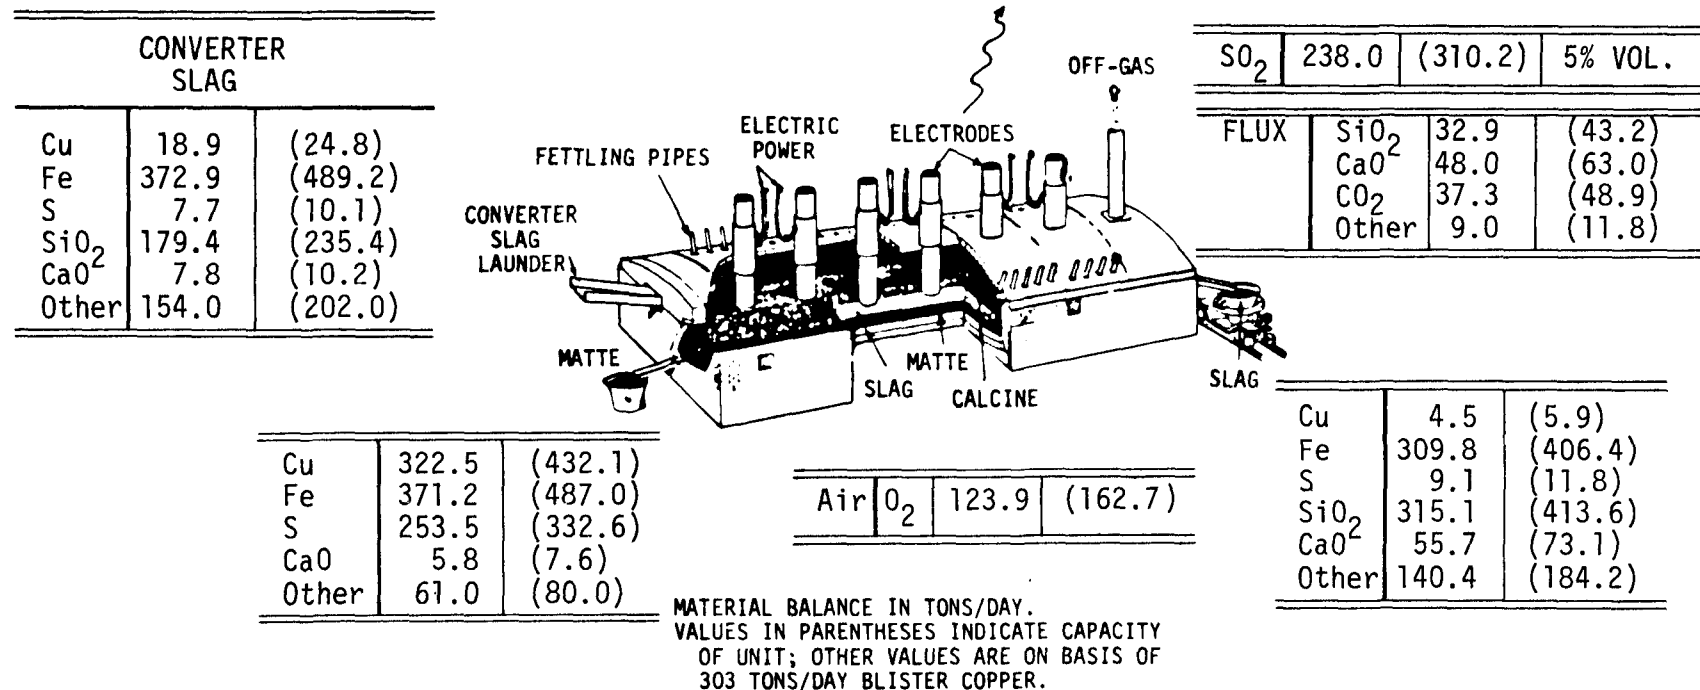 CONVERTER
SLAG
Cu 18.9 (24.8)
Fe 372.9 (489.2)
S 7.7 (10.1)
SiO2 179.4 (235.4)
CaO 7.8 (10.2)
Other 154.0 (202.0)
SO2 238.0 (310.2) 5% VOL.
FLUX SiO2 32.9 (43.2)
CaO 48.0 (63.0)
CO2 37.3 (48.9)
Other 9.0 (11.8)
OFF-GAS
ELECTRIC
POWER
ELECTRODES
FETTLING PIPES
CONVERTER
SLAG
LAUNDER
MATTE
SLAG
MATTE
CALCINE
SLAG
Cu 322.5 (432.1)
Fe 371.2 (487.0)
S 253.5 (332.6)
CaO 5.8 (7.6)
Other 61.0 (80.0)
Air O2 123.9 (162.7)
Cu 4.5 (5.9)
Fe 309.8 (406.4)
S 9.1 (11.8)
SiO2 315.1 (413.6)
CaO 55.7 (73.1)
Other 140.4 (184.2)
MATERIAL BALANCE IN TONS/DAY.
VALUES IN PARENTHESES INDICATE CAPACITY
OF UNIT; OTHER VALUES ARE ON BASIS OF
303 TONS/DAY BLISTER COPPER.